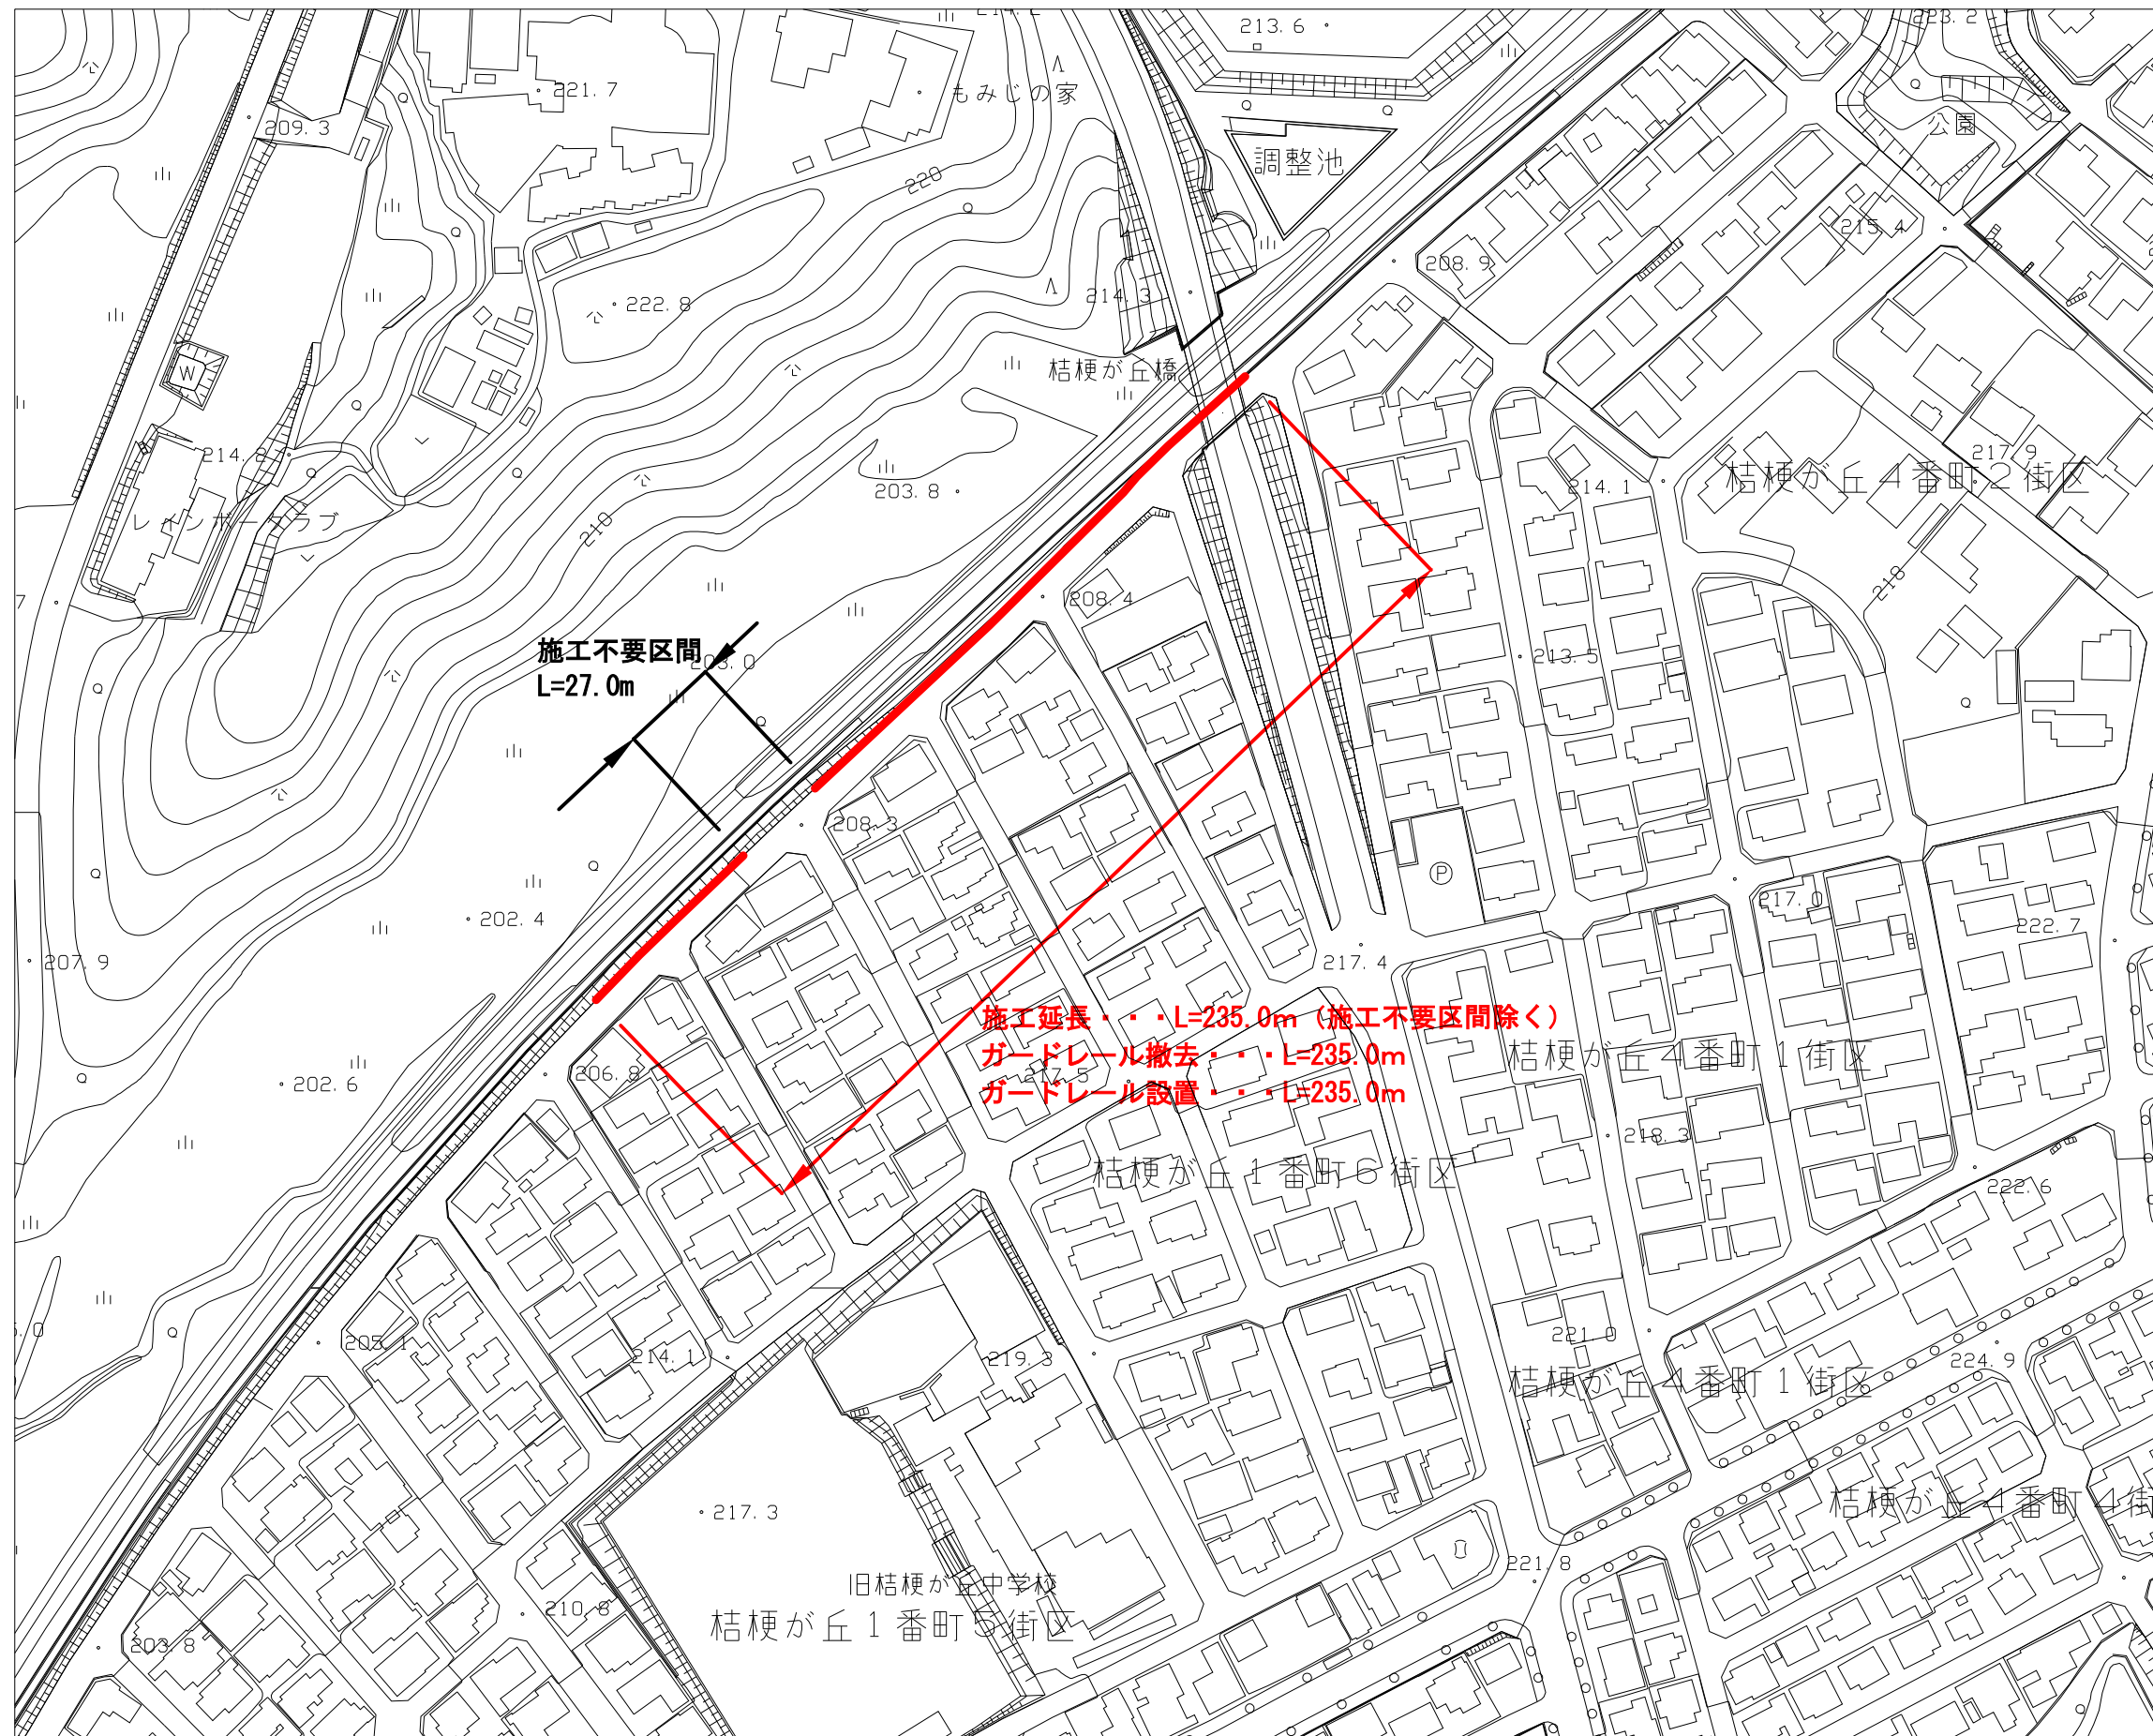 213. 6
223. 2
221. 7
もみじの家
209. 3
公園
調整池
220
215. 4
208. 9
222. 8
214. 3
桔梗が丘橋
W
214. 2
217. 9
桔梗が丘４番町２街区
203. 8
214. 1
レインボークラブ
210
218
208. 4
施工不要区間
203. 0
L=27. 0m
213. 5
208. 3
P
217. 0
202. 4
222. 7
207. 9
217. 4
施工延長・・・L=235. 0m（施工不要区間除く）
ガードレール撤去・・・L=235. 0m
桔梗が丘４番町１街区
206. 8
217. 5
202. 6
ガードレール設置・・・L=235. 0m
218. 3
桔梗が丘１番町６街区
222. 6
205. 1
221. 0
214. 1
219. 3
224. 9
桔梗が丘４番町１街区
桔梗が丘４番町４街
217. 3
221. 8
旧桔梗が丘中学校
210. 8
桔梗が丘１番町５街区
203. 8